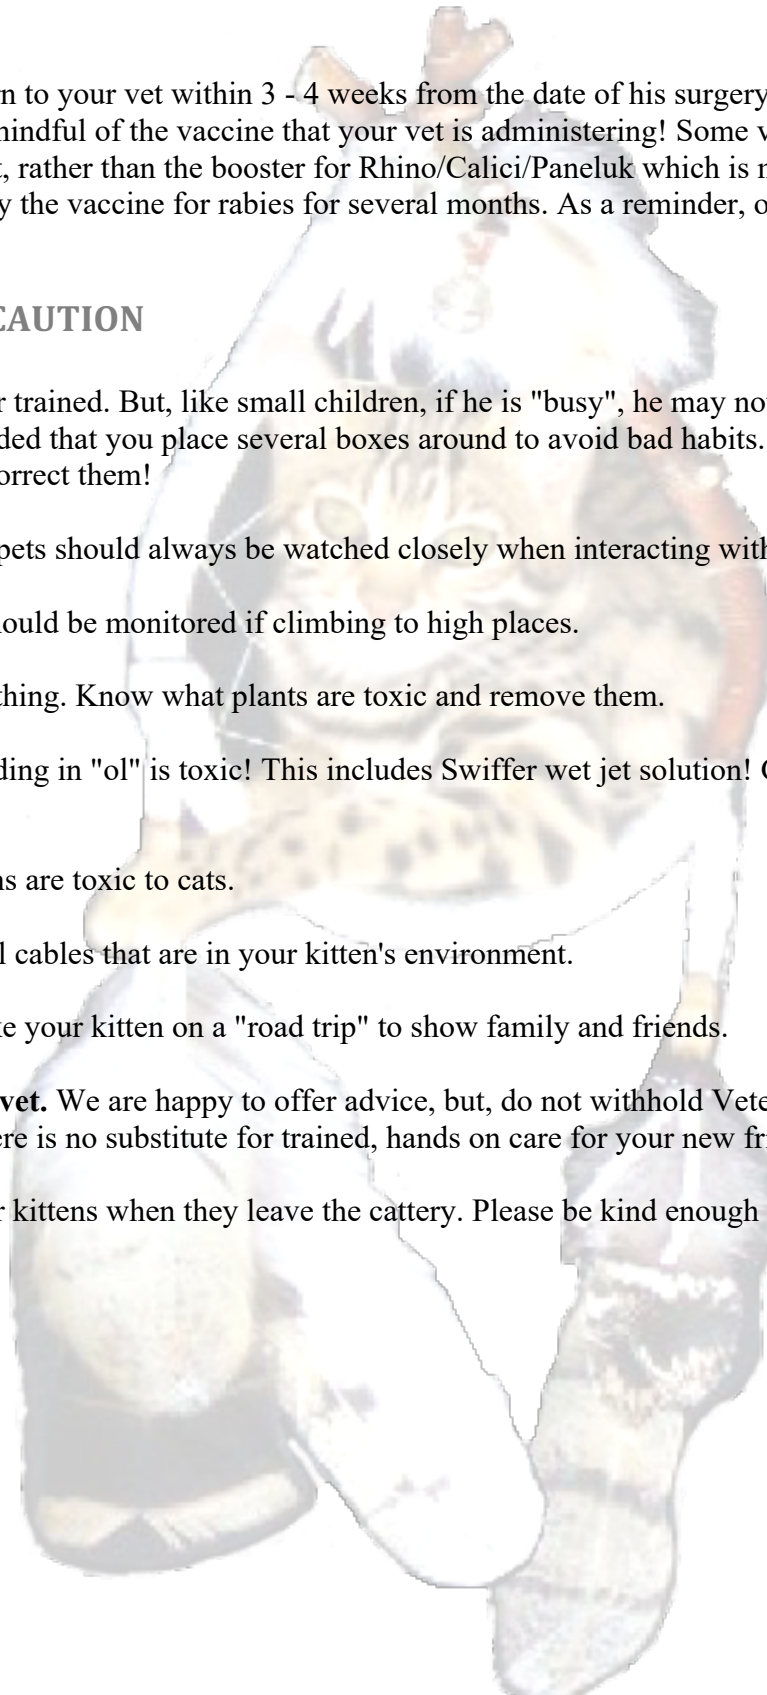 n to your vet within 3 - 4 weeks from the date of his surgery
mindful of the vaccine that your vet is administering! Some v
t, rather than the booster for Rhino/Calici/Paneluk which is n
y the vaccine for rabies for several months. As a reminder, o
CAUTION
r trained. But, like small children, if he is "busy", he may no
ded that you place several boxes around to avoid bad habits.
orrect them!
pets should always be watched closely when interacting with
ould be monitored if climbing to high places.
thing. Know what plants are toxic and remove them.
ding in "ol" is toxic! This includes Swiffer wet jet solution! C
ns are toxic to cats.
l cables that are in your kitten's environment.
ke your kitten on a "road trip" to show family and friends.
vet. We are happy to offer advice, but, do not withhold Vete
ere is no substitute for trained, hands on care for your new fri
r kittens when they leave the cattery. Please be kind enough